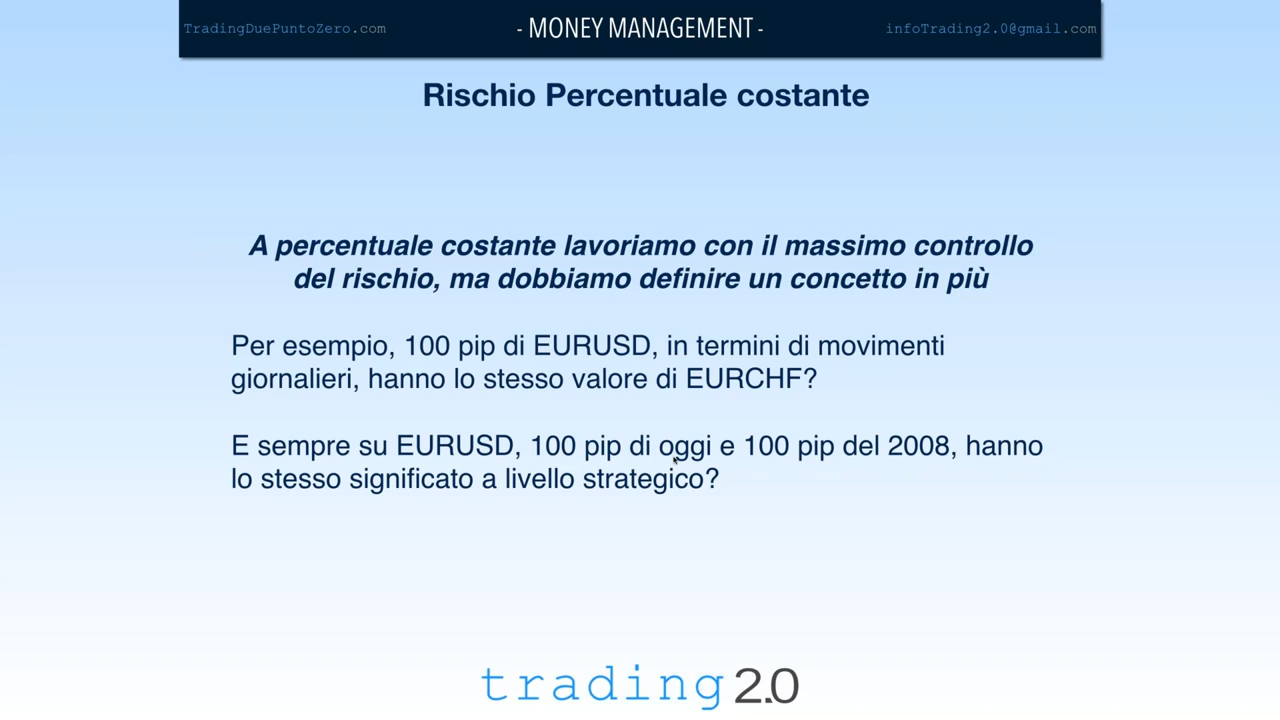 TradingDuePuntoZero.com
- MONEY MANAGEMENT -
infoTrading2.0@gmail.com
Rischio Percentuale costante
A percentuale costante lavoriamo con il massimo controllo
del rischio, ma dobbiamo definire un concetto in più
Per esempio, 100 pip di EURUSD, in termini di movimenti
giornalieri, hanno lo stesso valore di EURCHF?
E sempre su EURUSD, 100 pip di oggi e 100 pip del 2008, hanno
lo stesso significato a livello strategico?
trading 2.0